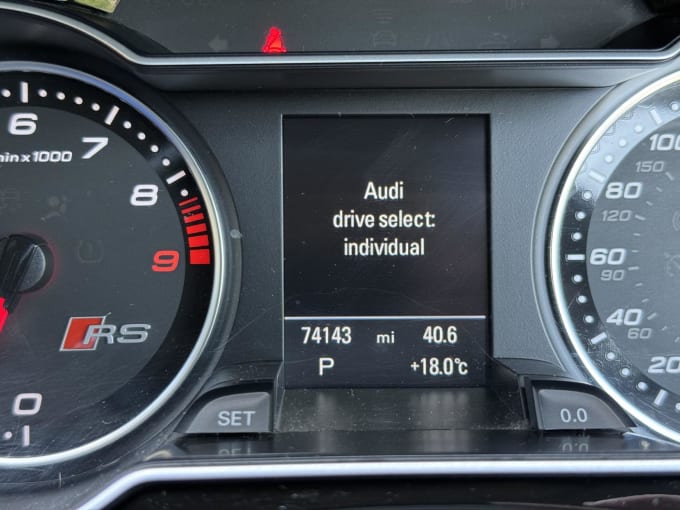 6
7
min x 1000
8
9
RS
0
Audi
drive select:
individual
74143 mi 40.6
P +18.0°C
SET
0.0
100
150
80
120
60
90
40
60
20